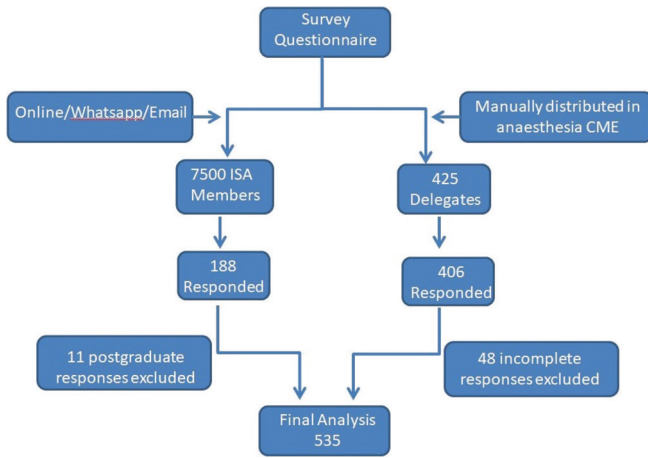 Survey
Questionnaire
Online/Whatsapp/Email
Manually distributed in
anaesthesia CME
7500 ISA
Members
425
Delegates
188
Responded
406
Responded
11 postgraduate
responses excluded
48 incomplete
responses excluded
Final Analysis
535